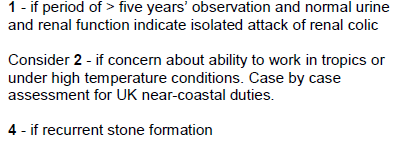 1 - if period of > five years' observation and normal urine
and renal function indicate isolated attack of renal colic
Consider 2 - if concern about ability to work in tropics or
under high temperature conditions. Case by case
assessment for UK near-coastal duties.
4 - if recurrent stone formation